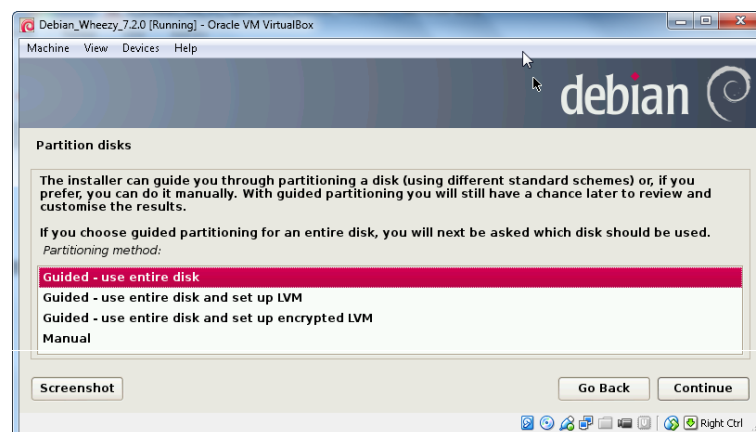 Debian_Wheezy_7.2.0 [Running] - Oracle VM VirtualBox
Machine View Devices Help
debian
Partition disks
The installer can guide you through partitioning a disk (using different standard schemes) or, if you
prefer, you can do it manually. With guided partitioning you will still have a chance later to review and
customise the results.
If you choose guided partitioning for an entire disk, you will next be asked which disk should be used.
Partitioning method:
Guided - use entire disk
Guided - use entire disk and set up LVM
Guided - use entire disk and set up encrypted LVM
Manual
Screenshot Go Back Continue
Right Ctrl